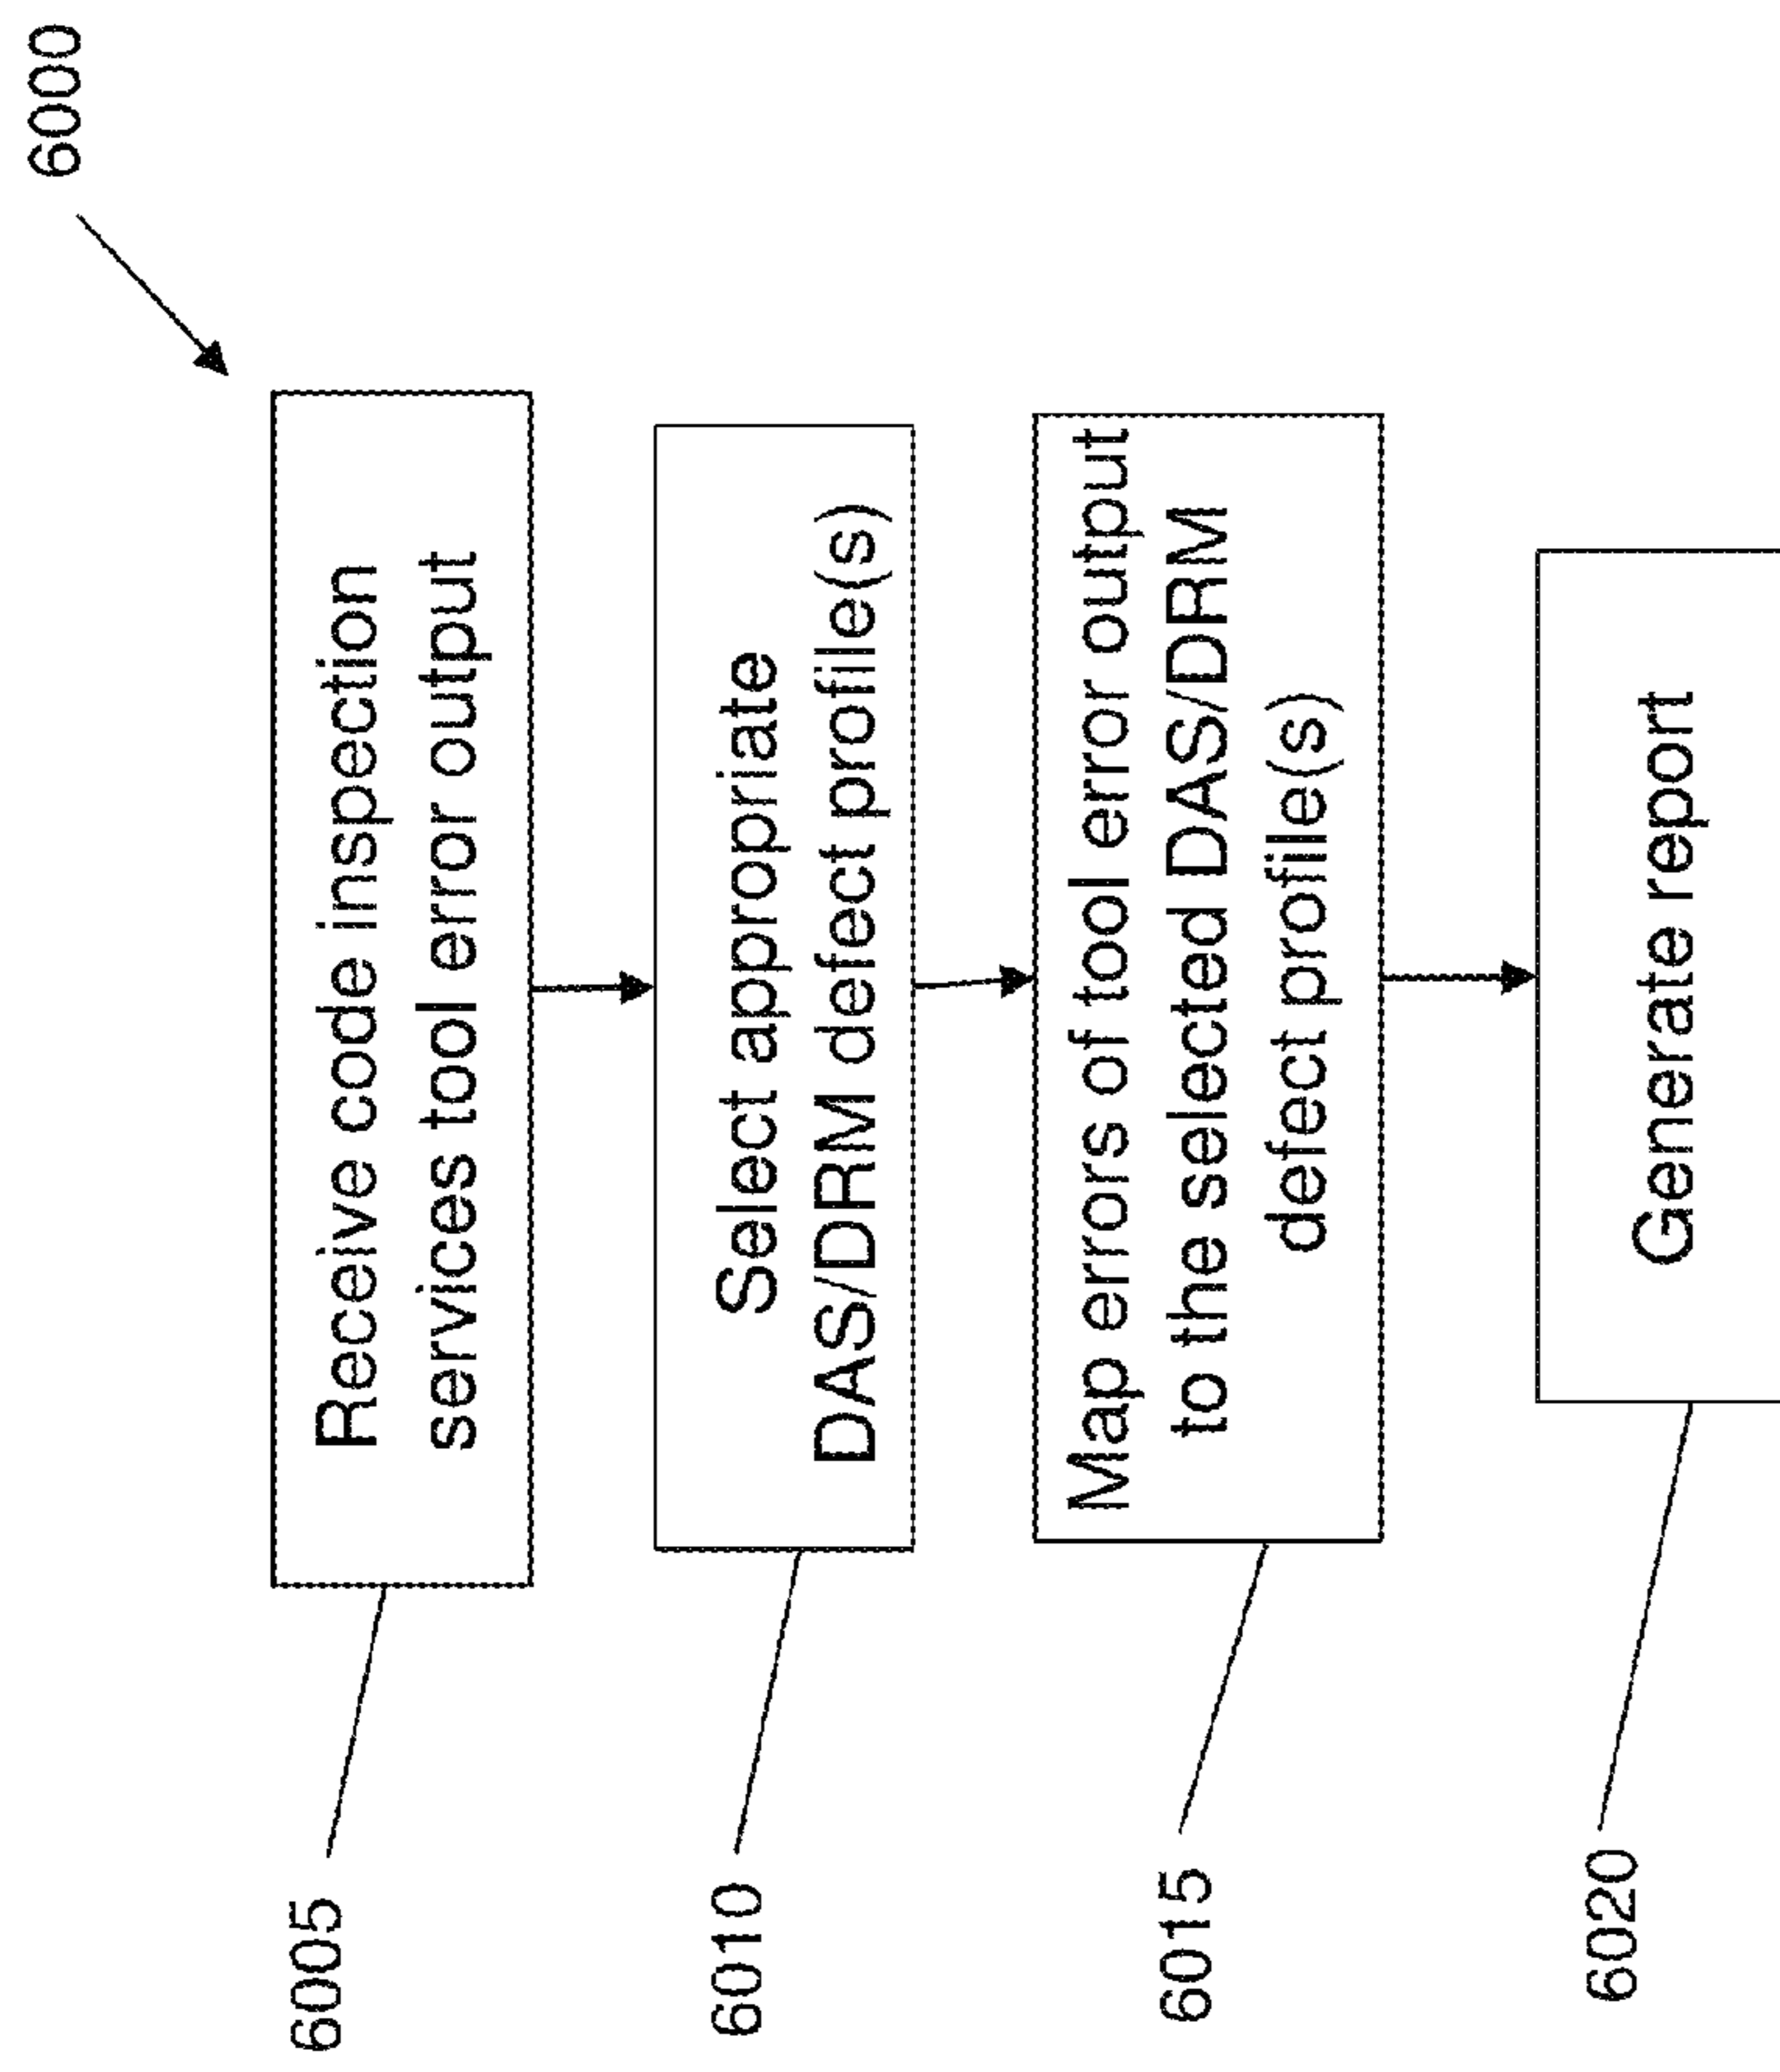 6000
6005
Receive code inspection
services tool error output
6010
Select appropriate
DAS/DRM defect profile(s)
6015
Map errors of tool error output
to the selected DAS/DRM
defect profile(s)
6020
Generate report